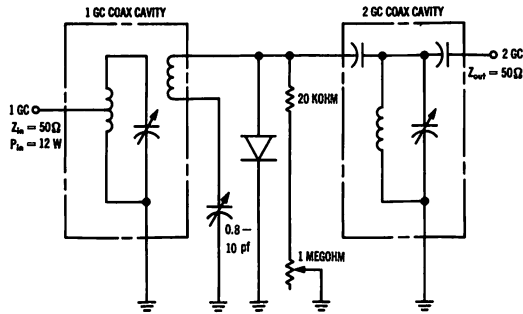 1 GC COAX CAVITY
2 GC COAX CAVITY
1 GC
Zin = 50Ω
Pin = 12 W
0.8 –
10 pf
20 KOHM
1 MEGOHM
2 GC
Zout = 50Ω